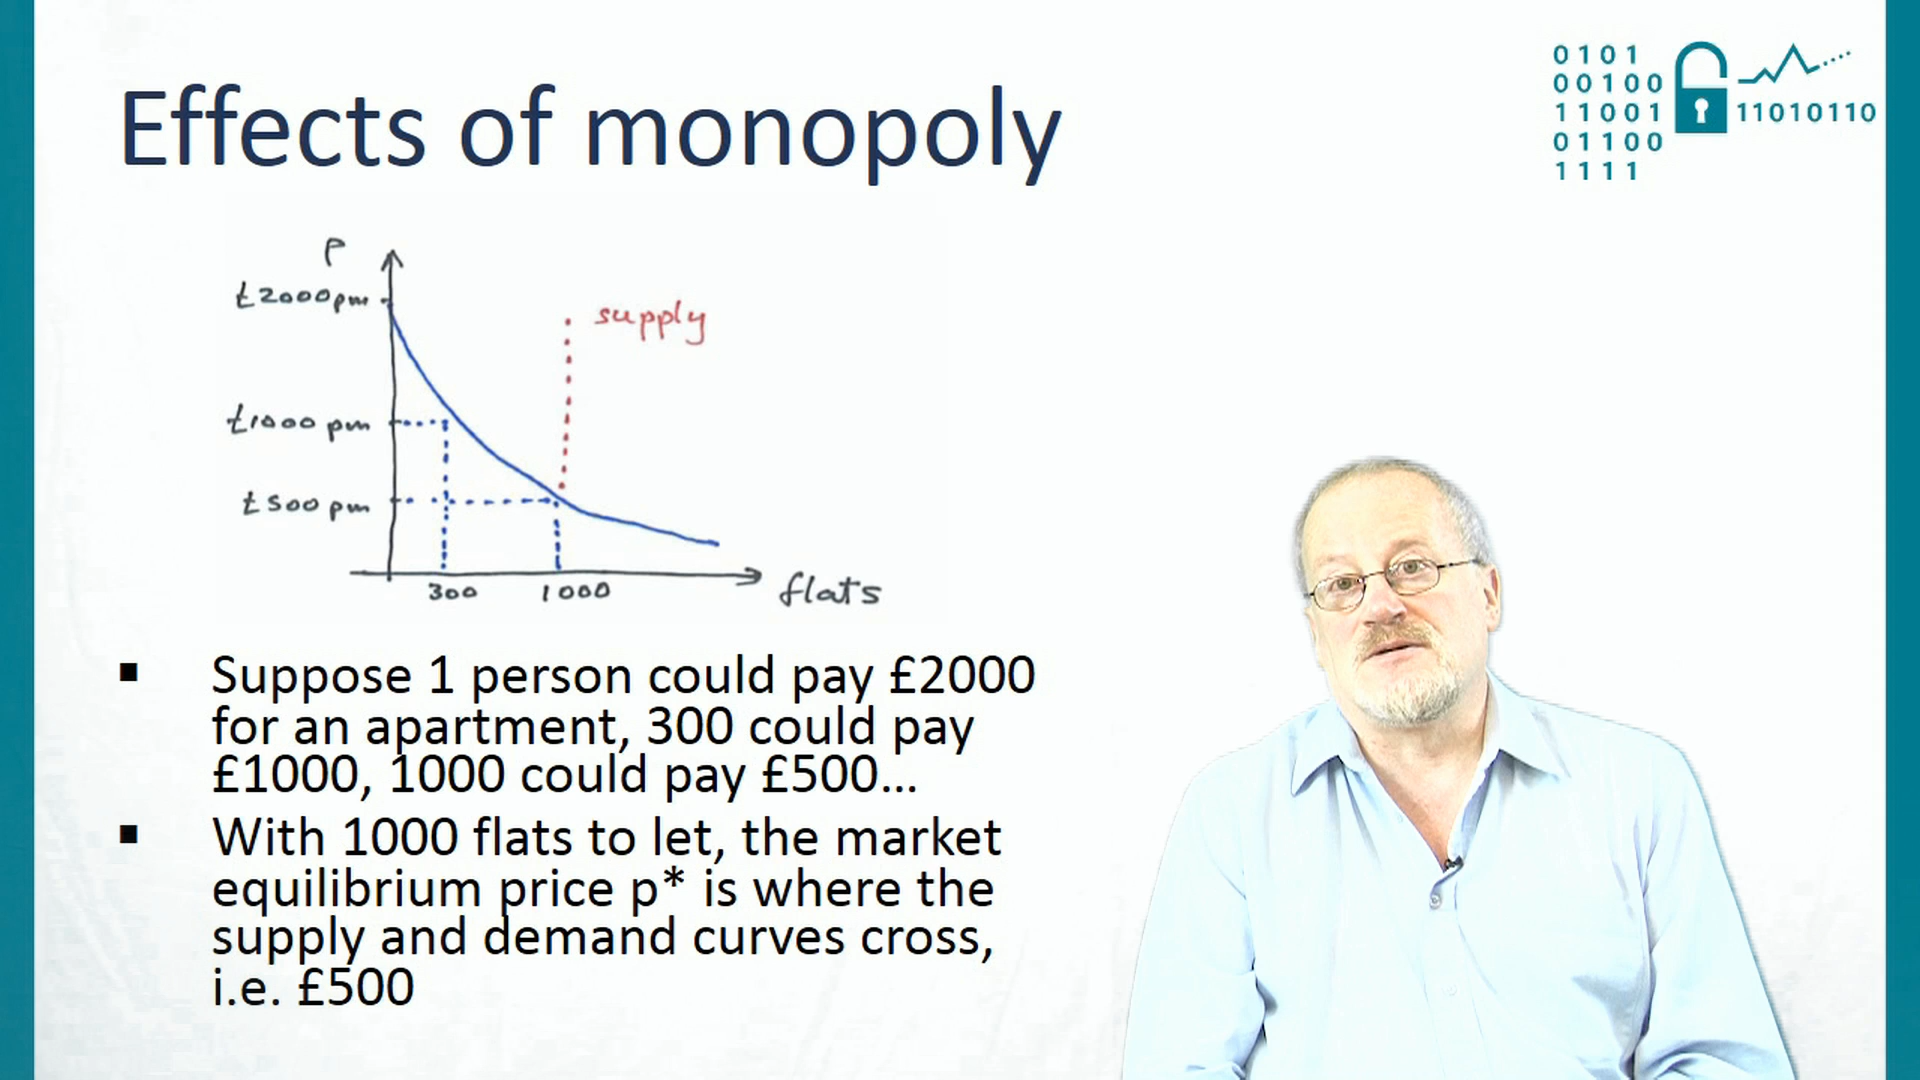 Effects of monopoly
0101
00100
11001
01100
1111
11010110
P
£2000pm
supply
£1000 pm
£500 pm
300
1000
flats
Suppose 1 person could pay £2000
for an apartment, 300 could pay
£1000, 1000 could pay £500...
With 1000 flats to let, the market
equilibrium price p* is where the
supply and demand curves cross,
i.e. £500